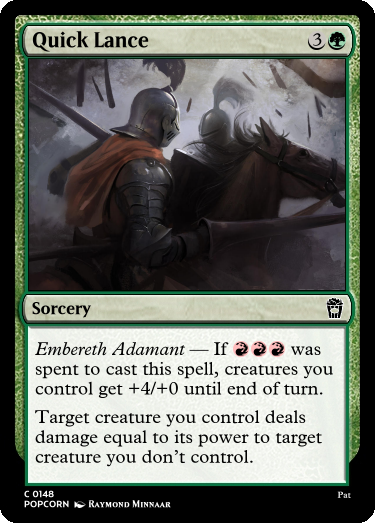 Quick Lance 3
Sorcery
Embereth Adamant — If was
spent to cast this spell, creatures you
control get +4/+0 until end of turn.
Target creature you control deals
damage equal to its power to target
creature you don't control.
C 0148 Pat
POPCORN Raymond Minnaar